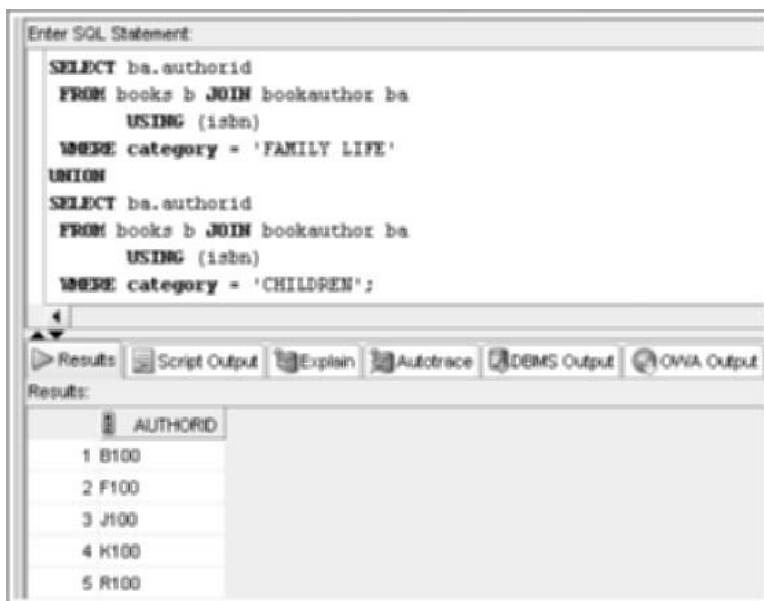 Enter SQL Statement:
SELECT ba.authorid
FROM books b JOIN bookauthor ba
USING (isbn)
WHERE category = 'FAMILY LIFE'
UNION
SELECT ba.authorid
FROM books b JOIN bookauthor ba
USING (isbn)
WHERE category = 'CHILDREN';
Results Script Output Explain Autotrace DBMS Output OWA Output
Results:
AUTHORID
1 B100
2 F100
3 J100
4 K100
5 R100